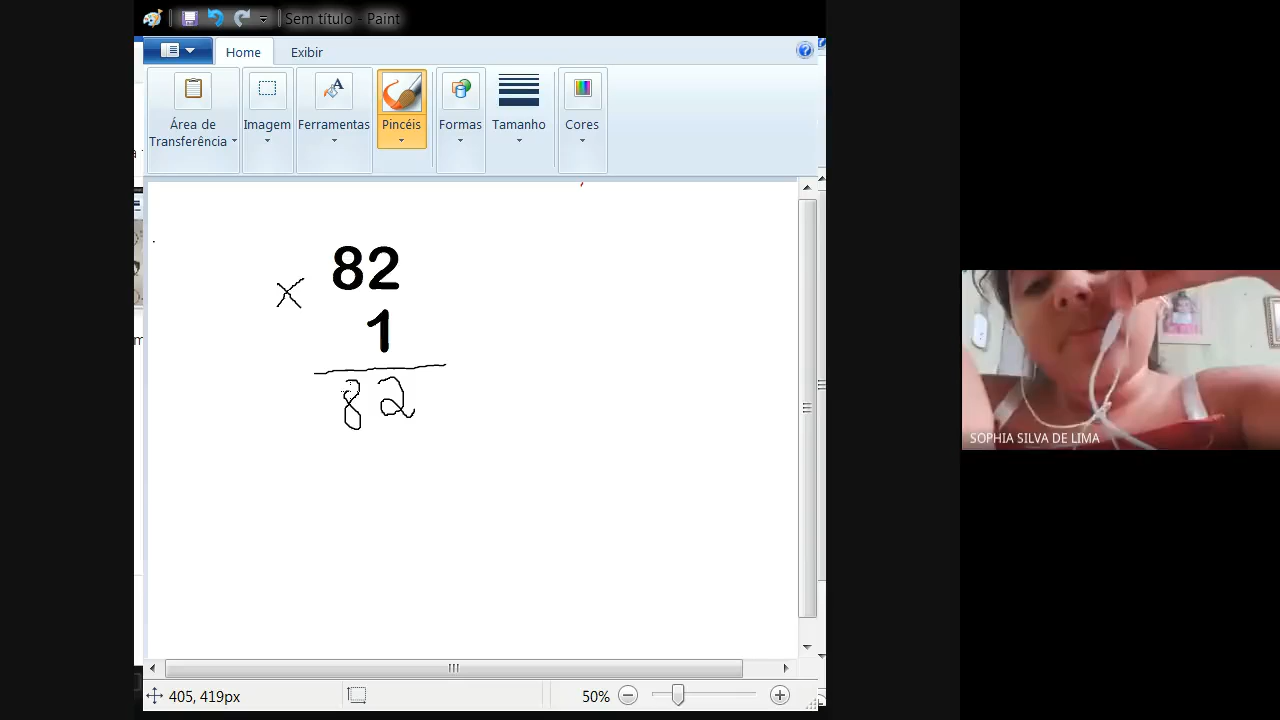 Sem título - Paint
Home Exibir
Área de Transferência
Imagem
Ferramentas
Pincéis
Formas
Tamanho
Cores
82
× 1
82
SOPHIA SILVA DE LIMA
405, 419px
50%